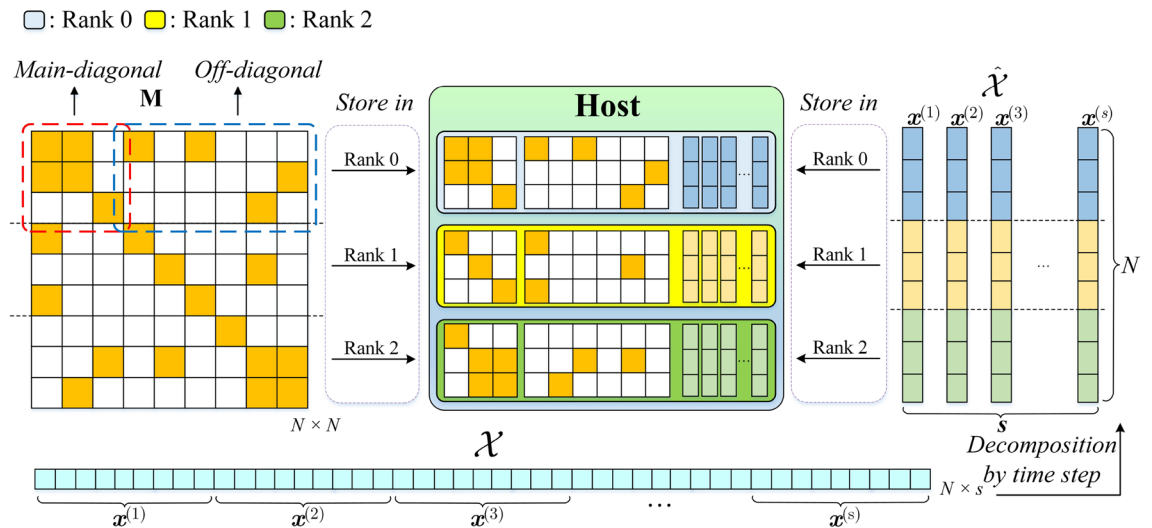 : Rank 0 : Rank 1 : Rank 2
Main-diagonal Off-diagonal
M
Store in
Host
Store in
𝒳̂
x^(1) x^(2) x^(3) x^(s)
Rank 0
Rank 0
...
Rank 1
Rank 1
...
...
N
Rank 2
Rank 2
...
N × N
s
𝒳
Decomposition
by time step
N × s
x^(1) x^(2) x^(3) ... x^(s)